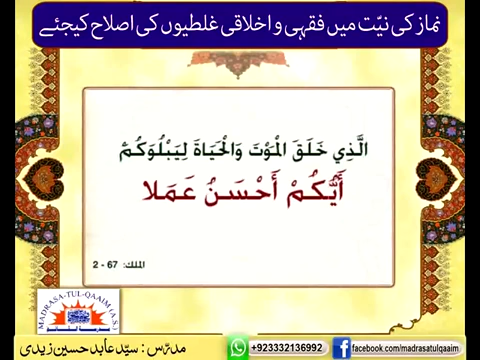 نماز کی نیّت میں فقہی و اخلاقی غلطیوں کی اصلاح کیجئے
الَّذِي خَلَقَ الْمَوْتَ وَالْحَيَاةَ لِيَبْلُوَكُمْ
أَيُّكُمْ أَحْسَنُ عَمَلا
الملك: 67 - 2
MADRASA-TUL-QAAIM (A.S.)
مدرّس : سیّد عابد حسین زیدی
+923332136992
facebook.com/madrasatulqaaim